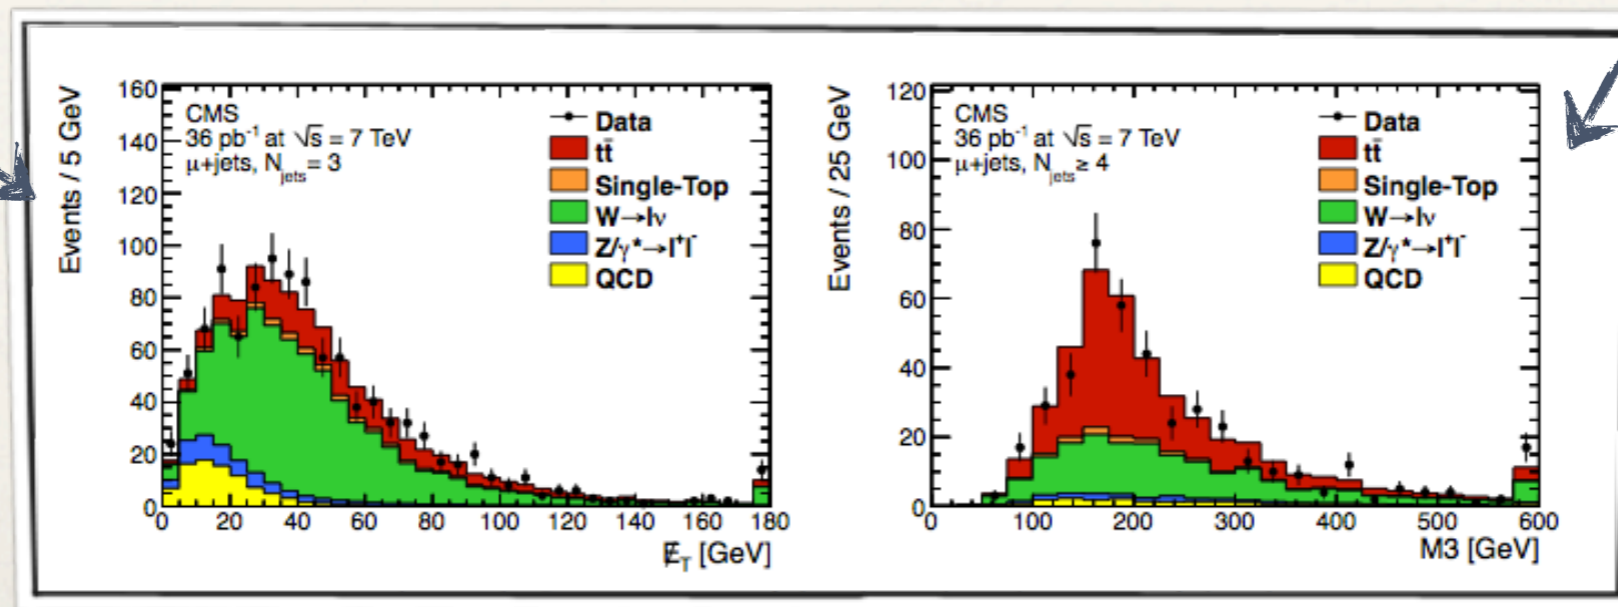 Events / 5 GeV
160
140
120
100
80
60
40
20
0
CMS
36 pb⁻¹ at √s = 7 TeV
μ+jets, N_jets = 3
Data
tt̄
Single-Top
W→lν
Z/γ*→l⁺l⁻
QCD
0 20 40 60 80 100 120 140 160 180
E̸_T [GeV]
Events / 25 GeV
120
100
80
60
40
20
0
CMS
36 pb⁻¹ at √s = 7 TeV
μ+jets, N_jets ≥ 4
Data
tt̄
Single-Top
W→lν
Z/γ*→l⁺l⁻
QCD
0 100 200 300 400 500 600
M3 [GeV]